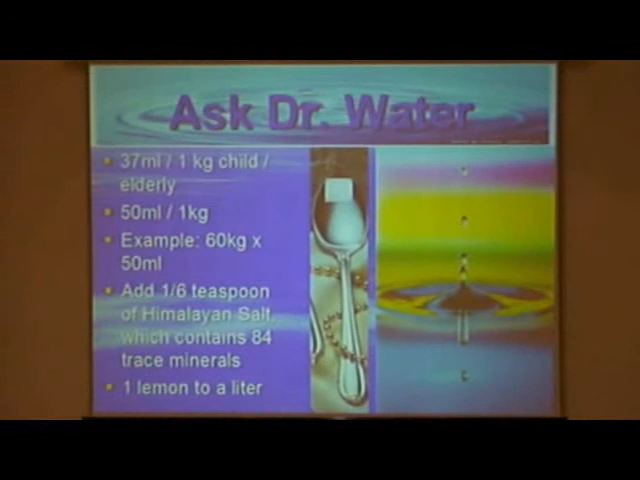 Ask Dr. Water
37ml / 1 kg child /
elderly
50ml / 1kg
Example: 60kg x
50ml
Add 1/6 teaspoon
of Himalayan Salt,
which contains 84
trace minerals
1 lemon to a liter